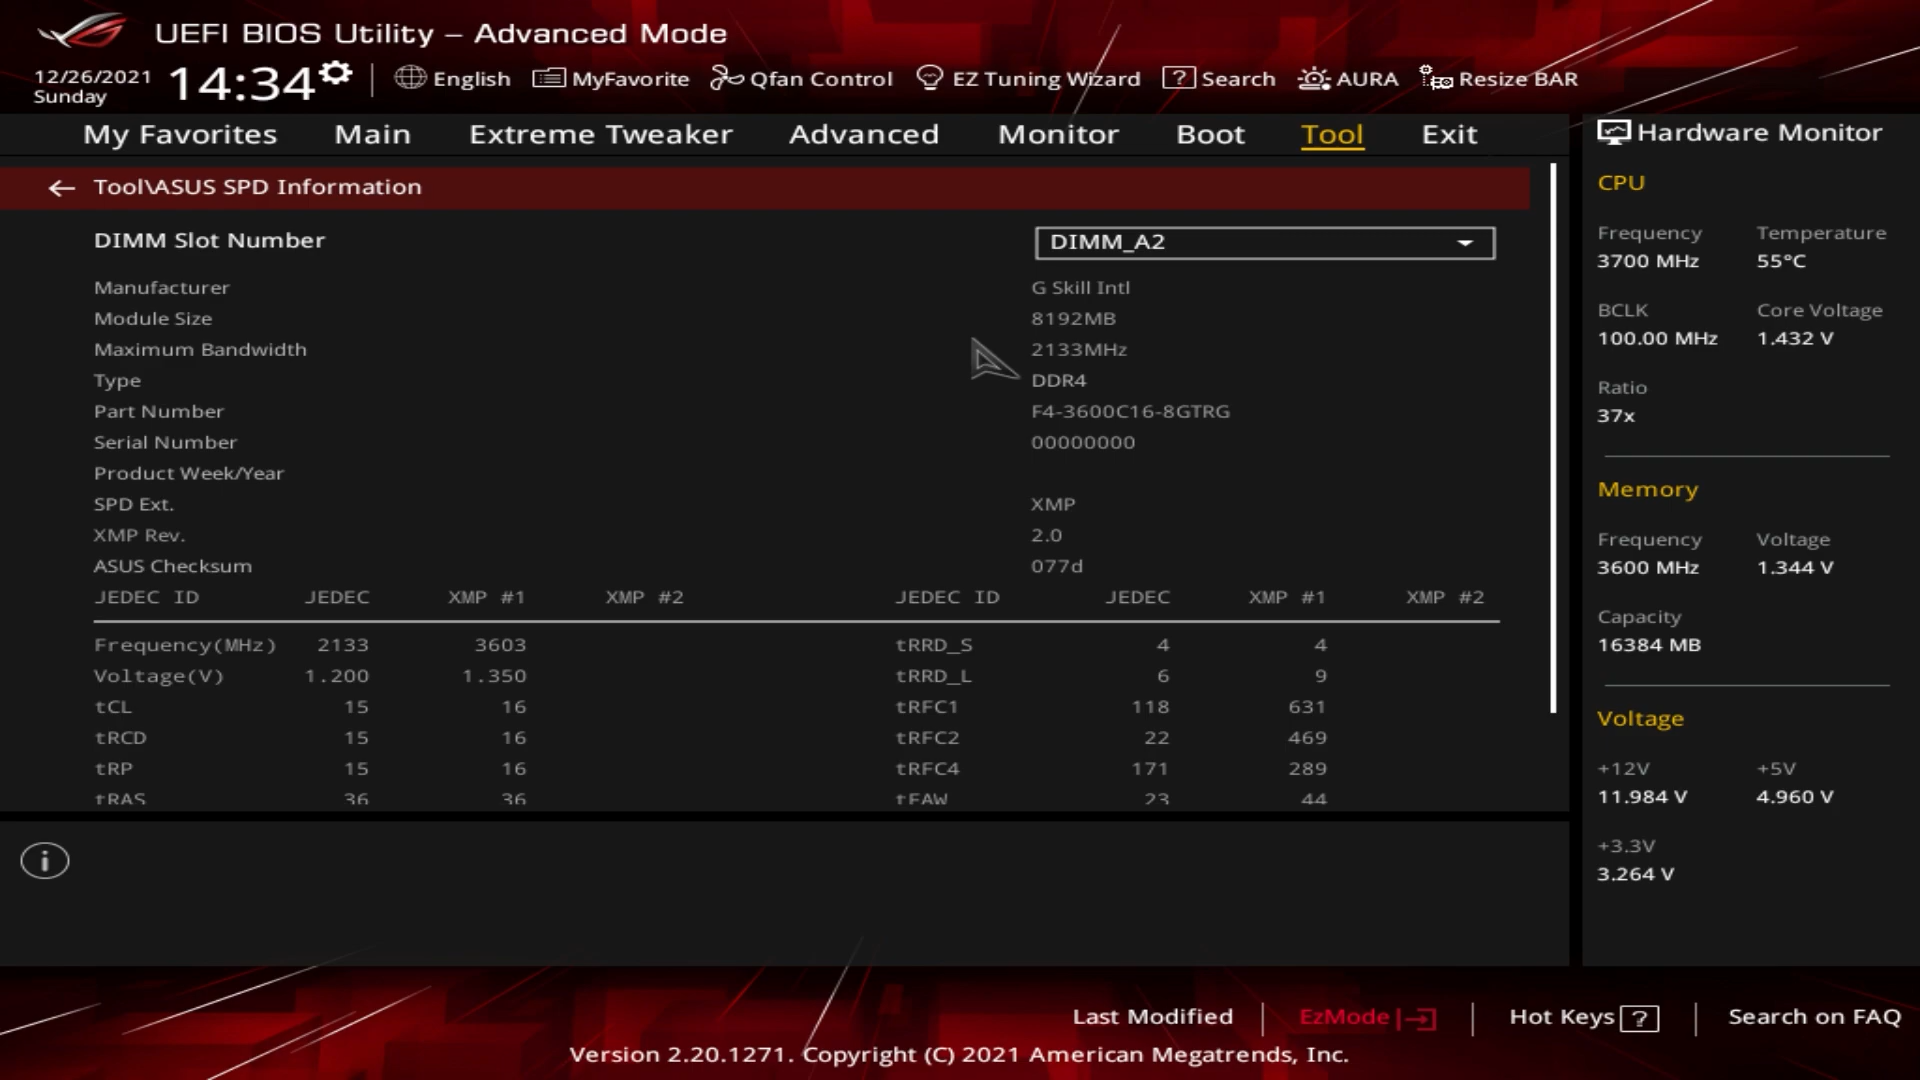 UEFI BIOS Utility – Advanced Mode
12/26/2021
Sunday
14:34
English
MyFavorite
Qfan Control
EZ Tuning Wizard
? Search
AURA
Resize BAR
My Favorites
Main
Extreme Tweaker
Advanced
Monitor
Boot
Tool
Exit
Tool\ASUS SPD Information
DIMM Slot Number DIMM_A2
Manufacturer G Skill Intl
Module Size 8192MB
Maximum Bandwidth 2133MHz
Type DDR4
Part Number F4-3600C16-8GTRG
Serial Number 00000000
Product Week/Year
SPD Ext. XMP
XMP Rev. 2.0
ASUS Checksum 077d
JEDEC ID JEDEC XMP #1 XMP #2 JEDEC ID JEDEC XMP #1 XMP #2
Frequency(MHz) 2133 3603 tRRD_S 4 4
Voltage(V) 1.200 1.350 tRRD_L 6 9
tCL 15 16 tRFC1 118 631
tRCD 15 16 tRFC2 22 469
tRP 15 16 tRFC4 171 289
tRAS 36 36 tFAW 23 44
Hardware Monitor
CPU
Frequency Temperature
3700 MHz 55°C
BCLK Core Voltage
100.00 MHz 1.432 V
Ratio
37x
Memory
Frequency Voltage
3600 MHz 1.344 V
Capacity
16384 MB
Voltage
+12V +5V
11.984 V 4.960 V
+3.3V
3.264 V
Last Modified
EzMode
Hot Keys ?
Search on FAQ
Version 2.20.1271. Copyright (C) 2021 American Megatrends, Inc.